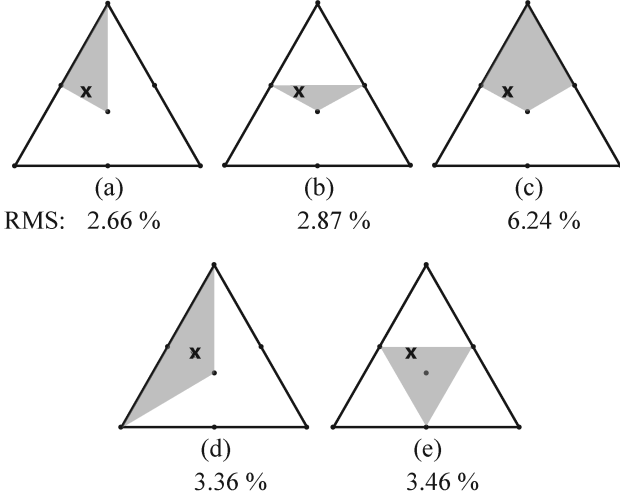 x x x
(a) (b) (c)
RMS: 2.66 % 2.87 % 6.24 %
x x
(d) (e)
3.36 % 3.46 %